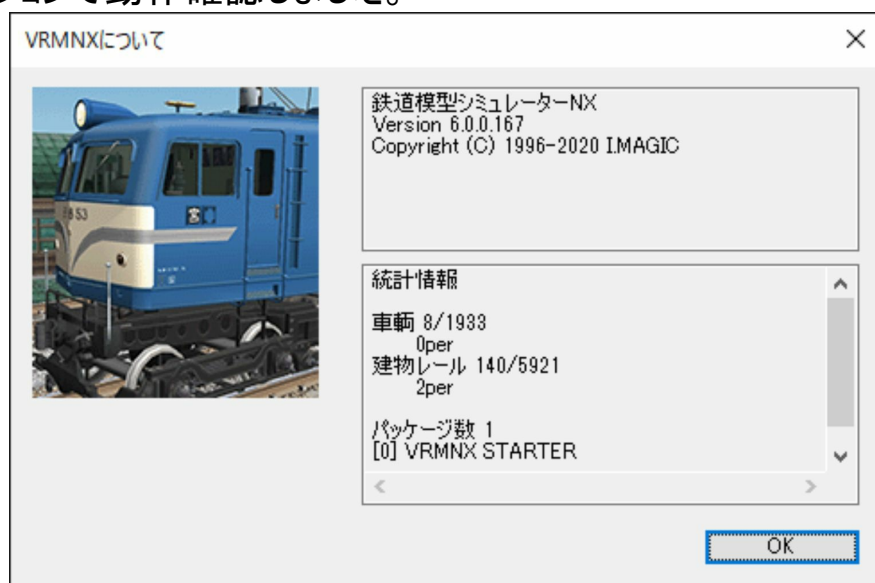 ョンで動作確認しました。
VRMNXについて
鉄道模型シミュレーターNX
Version 6.0.0.167
Copyright (C) 1996-2020 I.MAGIC
統計情報
車輌 8/1933
0per
建物レール 140/5921
2per
パッケージ数 1
[0] VRMNX STARTER
OK